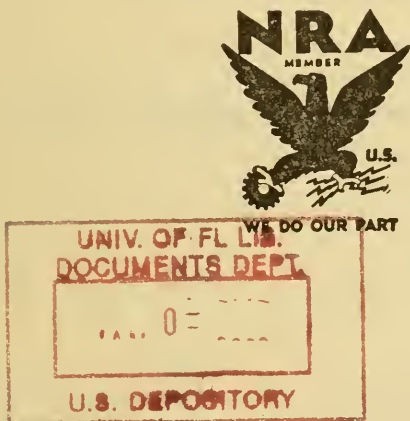 NRA
MEMBER
U.S.
WE DO OUR PART
UNIV. OF FL LIB.
DOCUMENTS DEPT.
U.S. DEPOSITORY